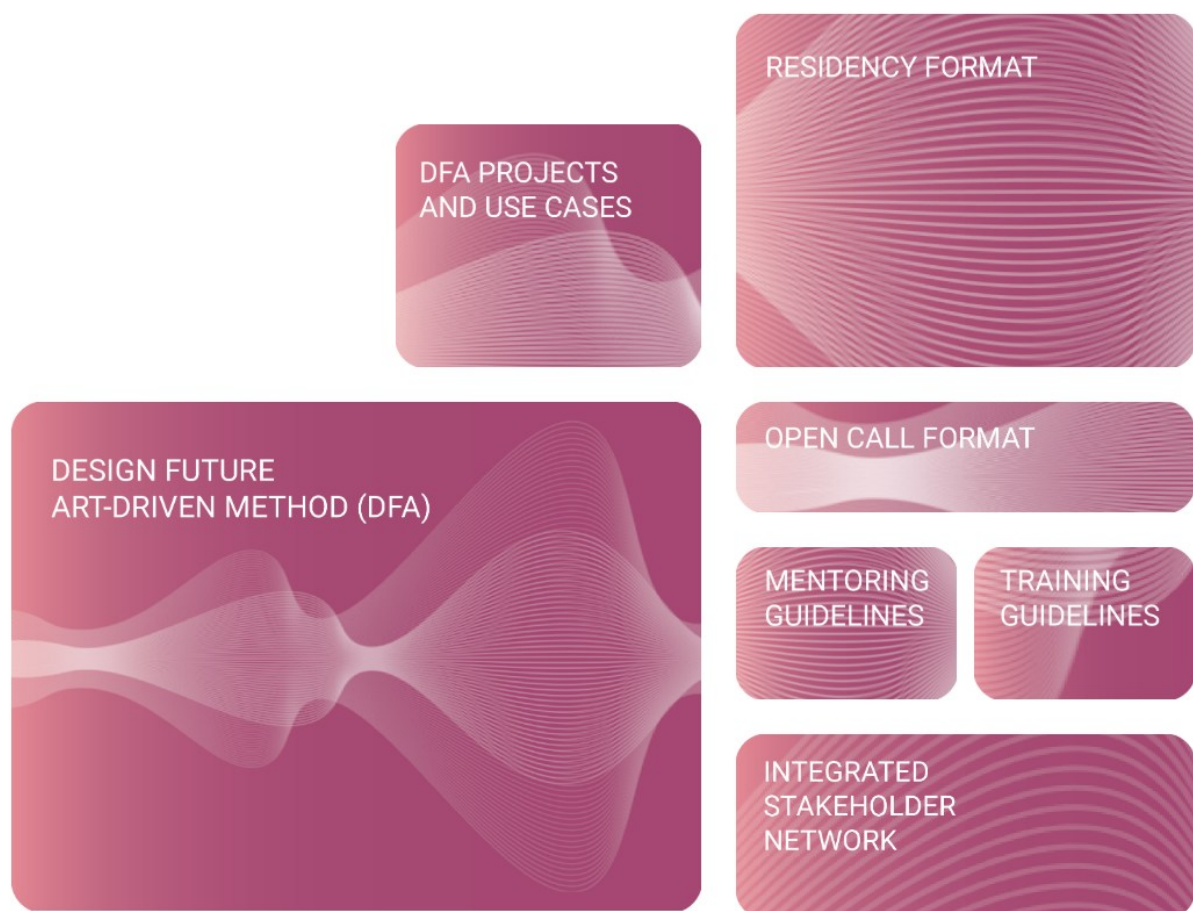 RESIDENCY FORMAT
DFA PROJECTS
AND USE CASES
DESIGN FUTURE
ART-DRIVEN METHOD (DFA)
OPEN CALL FORMAT
MENTORING
GUIDELINES
TRAINING
GUIDELINES
INTEGRATED
STAKEHOLDER
NETWORK